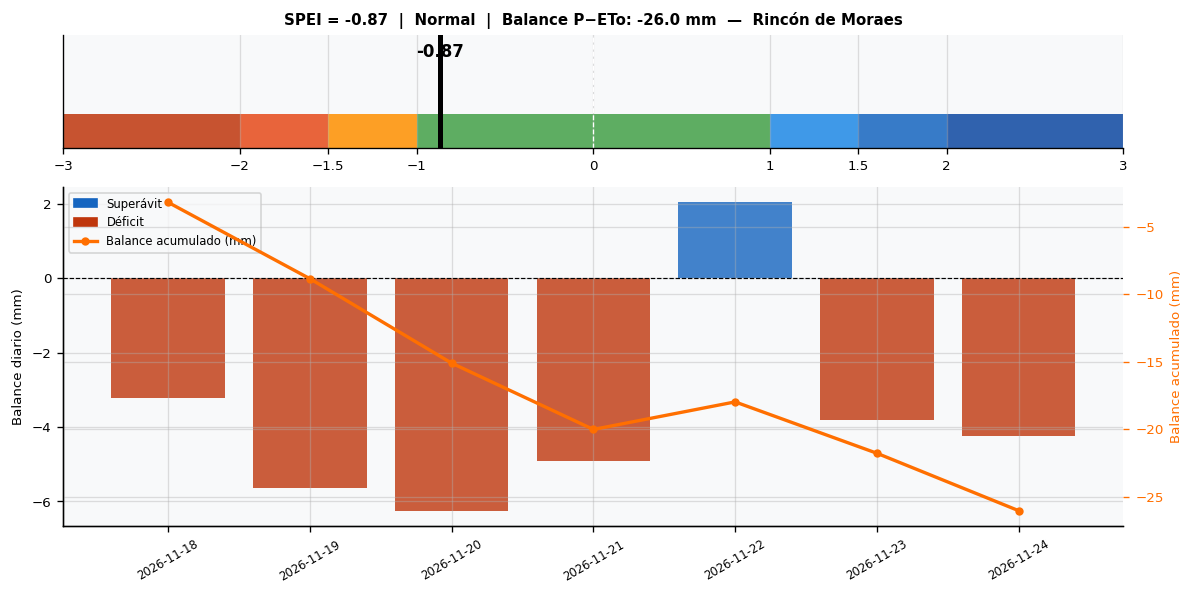 SPEI = -0.87 | Normal | Balance P−ETo: -26.0 mm — Rincón de Moraes
-0.87
−3 −2 −1.5 −1 0 1 1.5 2 3
Superávit
Déficit
Balance acumulado (mm)
Balance diario (mm)
2
0
−2
−4
−6
−5
−10
−15
−20
−25
Balance acumulado (mm)
2026-11-18 2026-11-19 2026-11-20 2026-11-21 2026-11-22 2026-11-23 2026-11-24